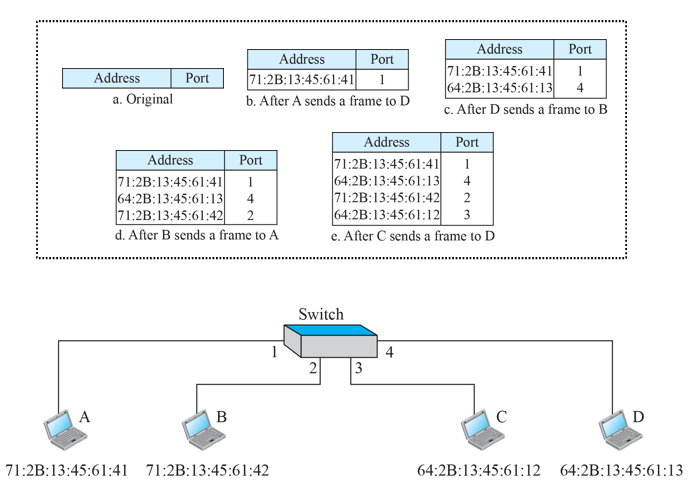 Address Port
a. Original
Address Port
71:2B:13:45:61:41 1
b. After A sends a frame to D
Address Port
71:2B:13:45:61:41 1
64:2B:13:45:61:13 4
c. After D sends a frame to B
Address Port
71:2B:13:45:61:41 1
64:2B:13:45:61:13 4
71:2B:13:45:61:42 2
d. After B sends a frame to A
Address Port
71:2B:13:45:61:41 1
64:2B:13:45:61:13 4
71:2B:13:45:61:42 2
64:2B:13:45:61:12 3
e. After C sends a frame to D
Switch
1 4
2 3
A B C D
71:2B:13:45:61:41 71:2B:13:45:61:42 64:2B:13:45:61:12 64:2B:13:45:61:13